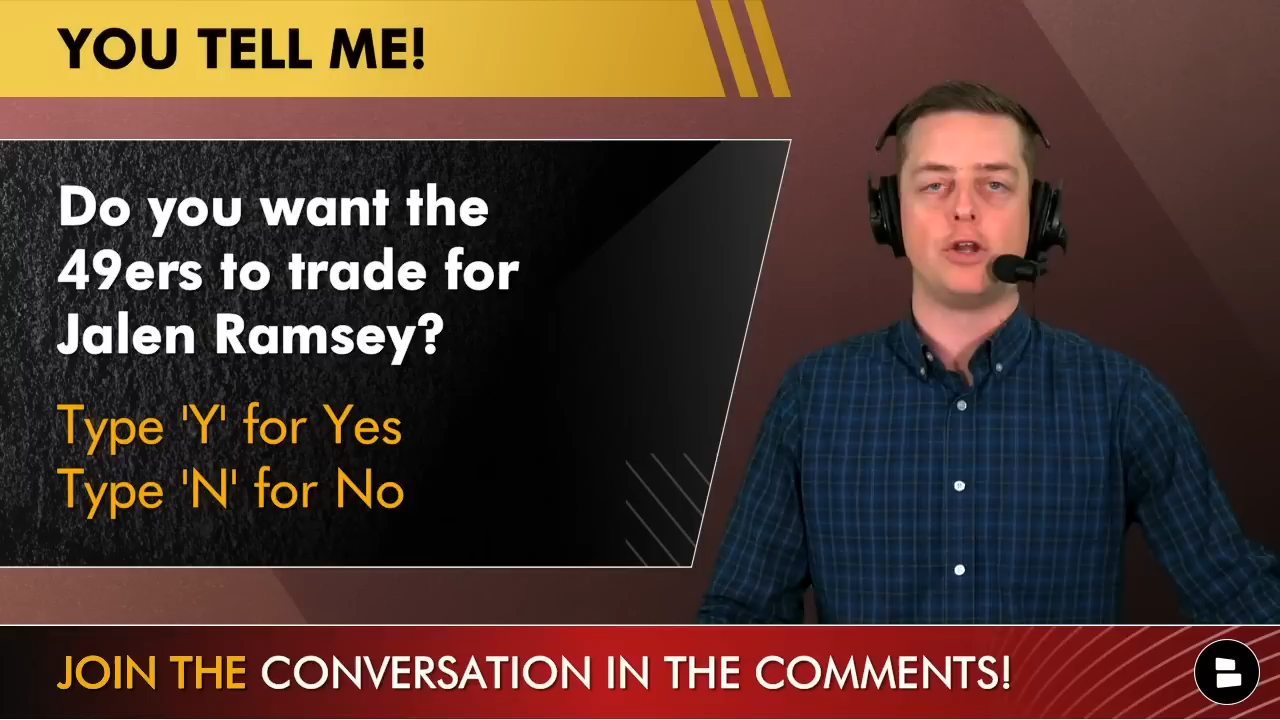 YOU TELL ME!
Do you want the
49ers to trade for
Jalen Ramsey?
Type 'Y' for Yes
Type 'N' for No
JOIN THE CONVERSATION IN THE COMMENTS!